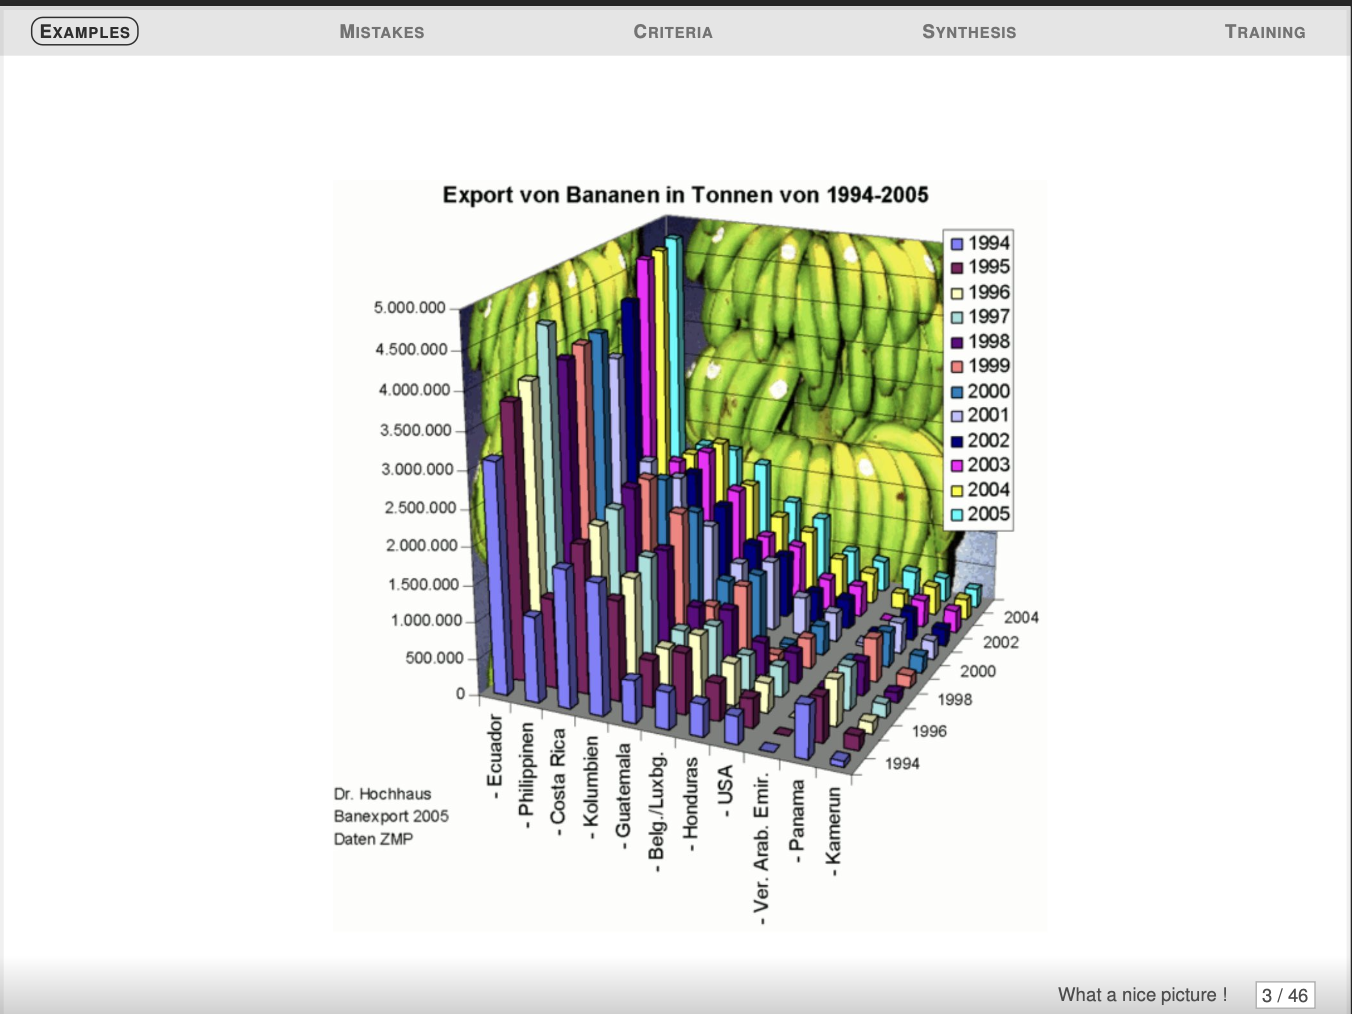 EXAMPLES
MISTAKES
CRITERIA
SYNTHESIS
TRAINING
Export von Bananen in Tonnen von 1994-2005
1994
1995
1996
1997
1998
1999
2000
2001
2002
2003
2004
2005
5.000.000
4.500.000
4.000.000
3.500.000
3.000.000
2.500.000
2.000.000
1.500.000
1.000.000
500.000
0
2004
2002
2000
1998
1996
1994
- Ecuador
- Philippinen
- Costa Rica
- Kolumbien
- Guatemala
- Belg./Luxbg.
- Honduras
- USA
- Ver. Arab. Emir.
- Panama
- Kamerun
Dr. Hochhaus
Banexport 2005
Daten ZMP
What a nice picture !
3 / 46